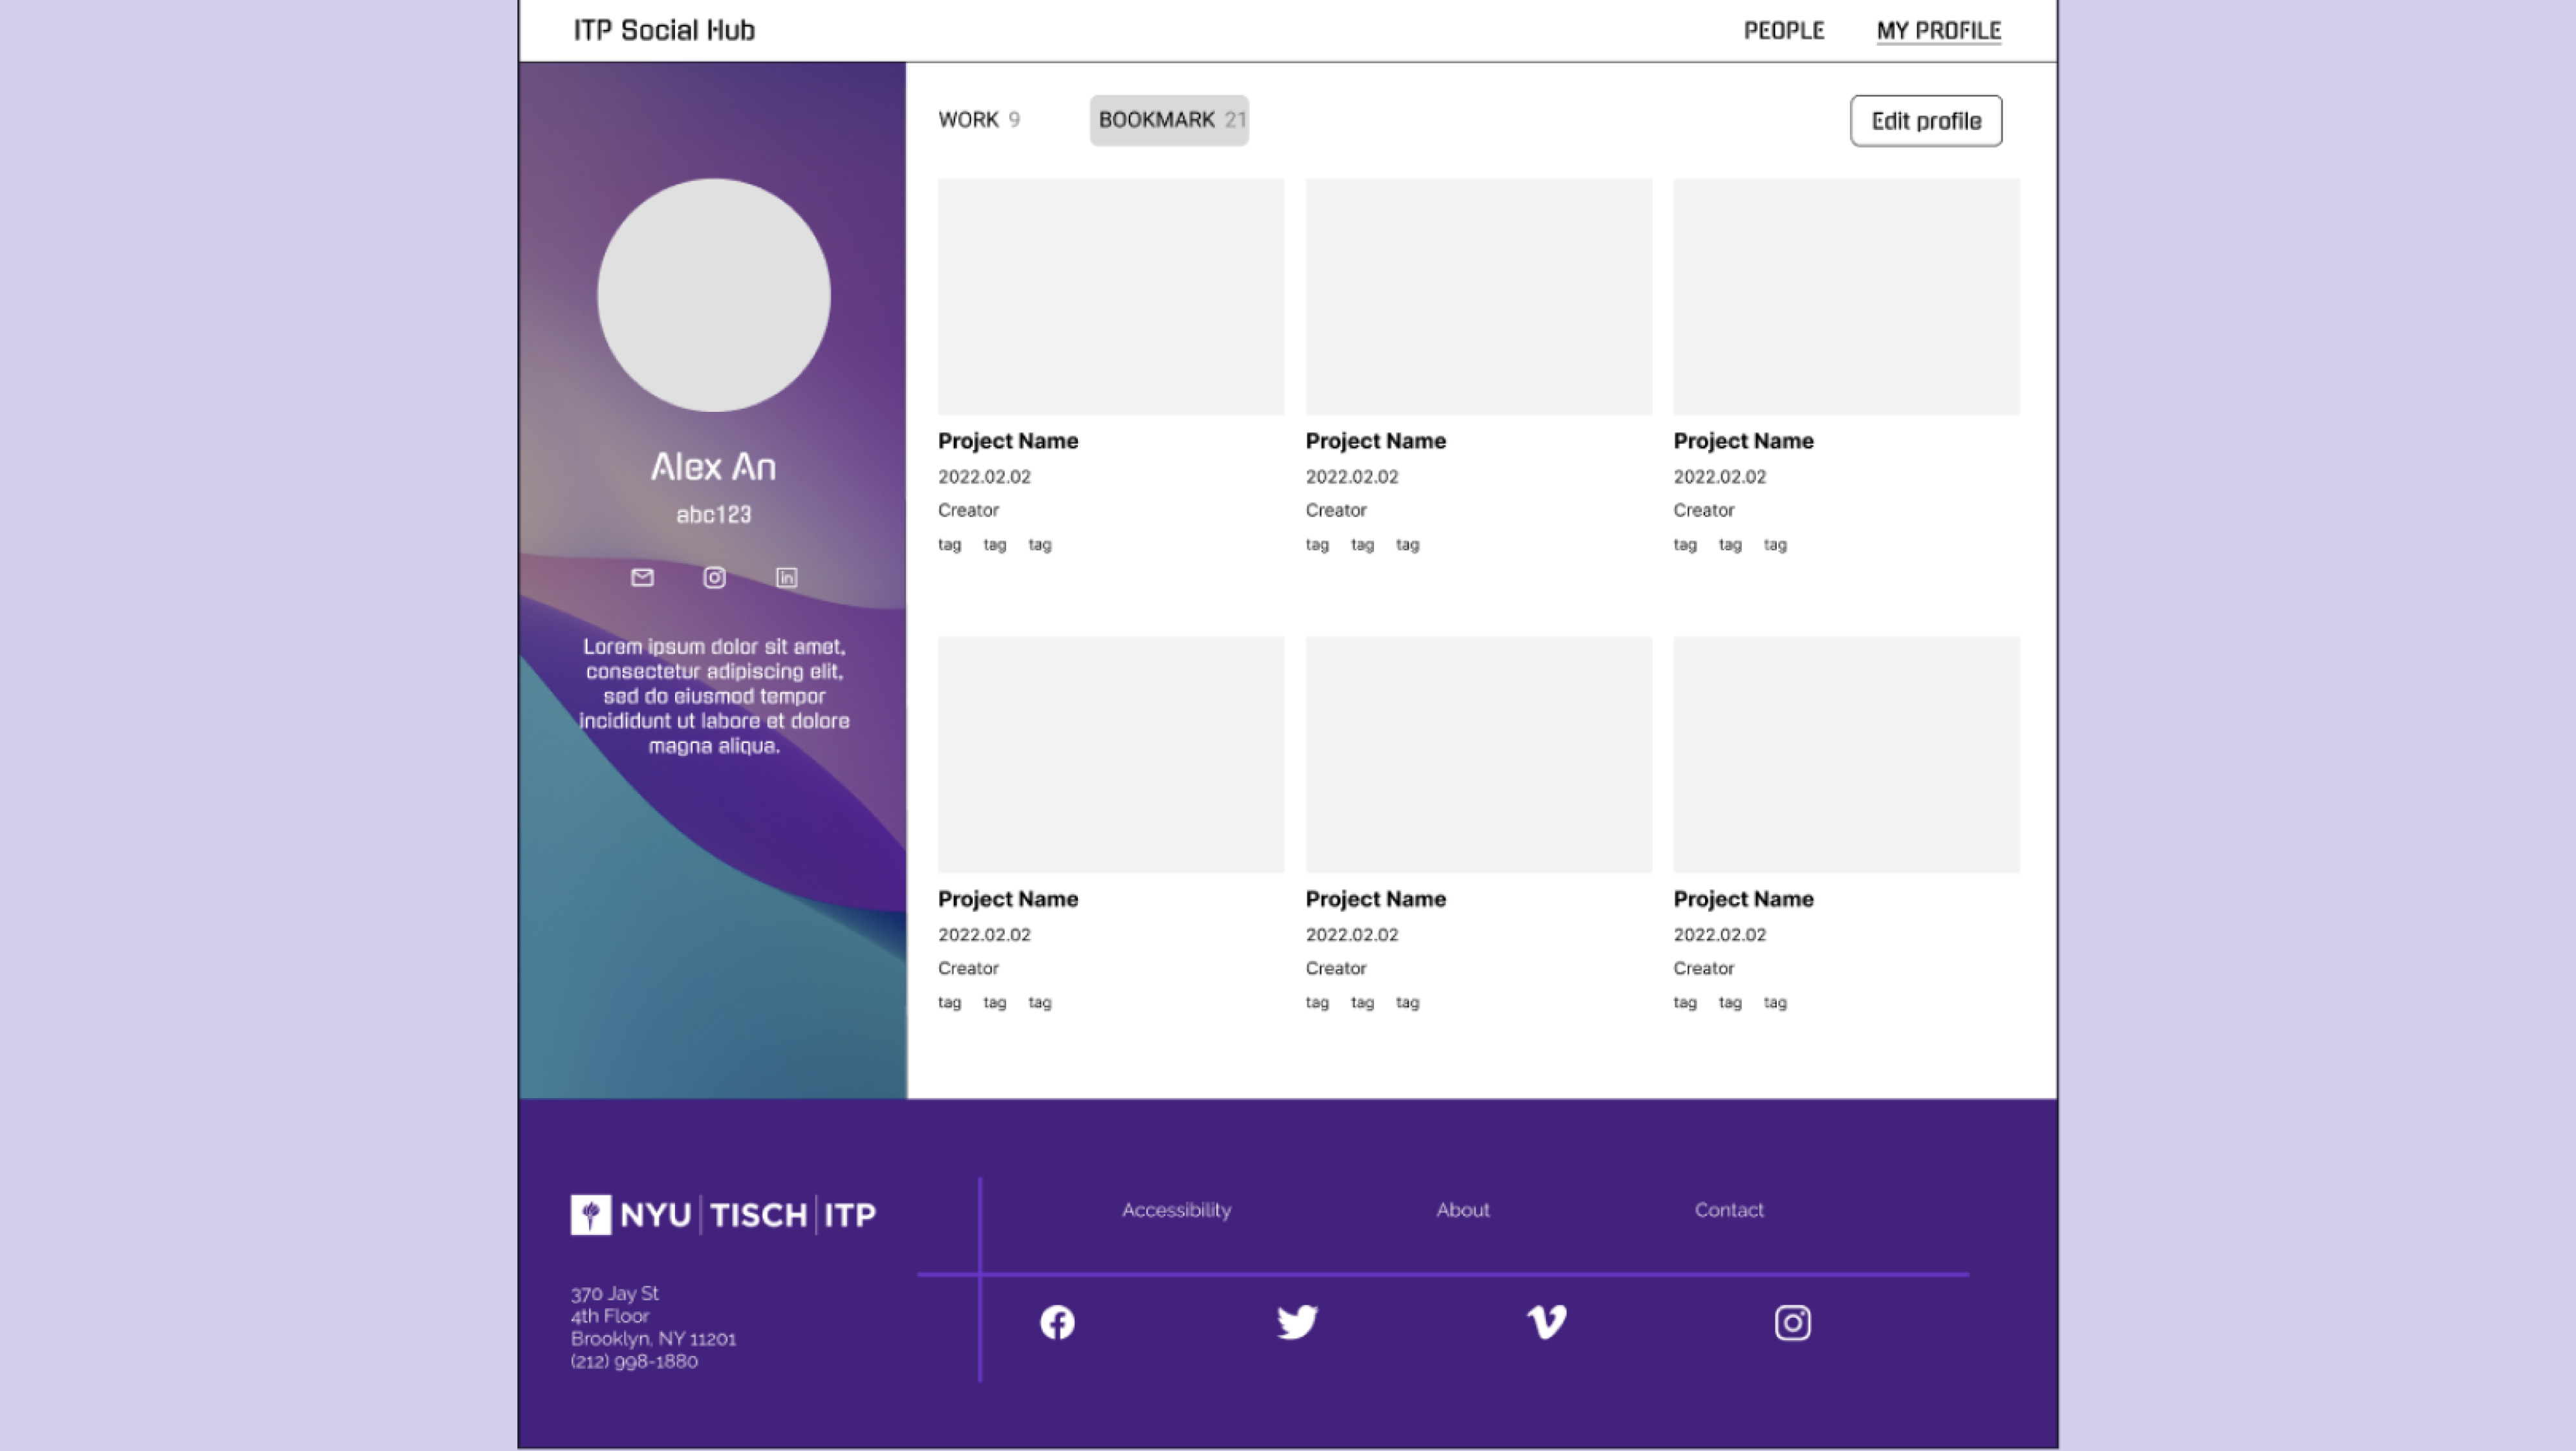 ITP Social Hub
PEOPLE
MY PROFILE
WORK 9
BOOKMARK 21
Edit profile
Alex An
abc123
in
Lorem ipsum dolor sit amet,
consectetur adipiscing elit,
sed do eiusmod tempor
incididunt ut labore et dolore
magna aliqua.
Project Name
2022.02.02
Creator
tag tag tag
Project Name
2022.02.02
Creator
tag tag tag
Project Name
2022.02.02
Creator
tag tag tag
Project Name
2022.02.02
Creator
tag tag tag
Project Name
2022.02.02
Creator
tag tag tag
Project Name
2022.02.02
Creator
tag tag tag
NYU | TISCH | ITP
370 Jay St
4th Floor
Brooklyn, NY 11201
(212) 998-1880
Accessibility
About
Contact